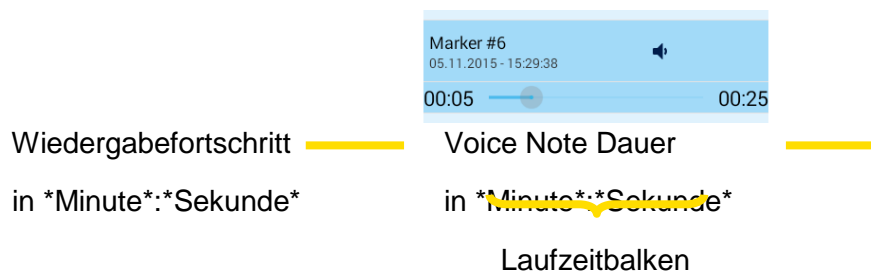 Marker #6
05.11.2015 - 15:29:38
00:05 00:25
Wiedergabefortschritt Voice Note Dauer
in *Minute*:*Sekunde* in *Minute*:*Sekunde*
Laufzeitbalken